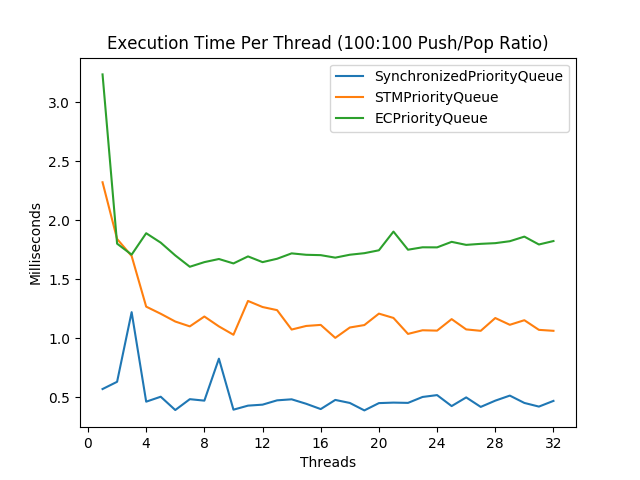 Execution Time Per Thread (100:100 Push/Pop Ratio)
SynchronizedPriorityQueue
STMPriorityQueue
ECPriorityQueue
Milliseconds
3.0
2.5
2.0
1.5
1.0
0.5
0 4 8 12 16 20 24 28 32
Threads